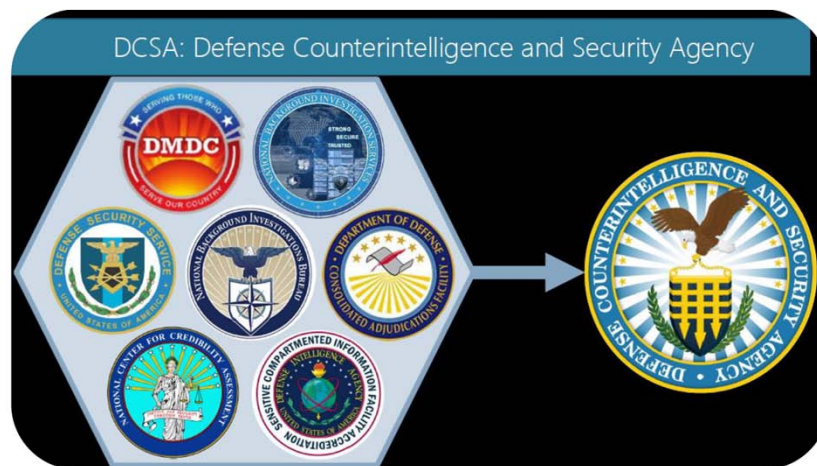 DCSA: Defense Counterintelligence and Security Agency
SERVING THOSE WHO
DMDC
SERVE OUR COUNTRY
NATIONAL BACKGROUND INVESTIGATION SERVICES
STRONG
SECURE
TRUSTED
DEFENSE SECURITY SERVICE
UNITED STATES OF AMERICA
NATIONAL BACKGROUND INVESTIGATIONS BUREAU
DEPARTMENT OF DEFENSE
CONSOLIDATED ADJUDICATIONS FACILITY
DEFENSE COUNTERINTELLIGENCE AND SECURITY AGENCY
NATIONAL CENTER FOR CREDIBILITY ASSESSMENT
SENSITIVE COMPARTMENTED INFORMATION FACILITY ACCREDITATION
DEFENSE INTELLIGENCE AGENCY
UNITED STATES OF AMERICA